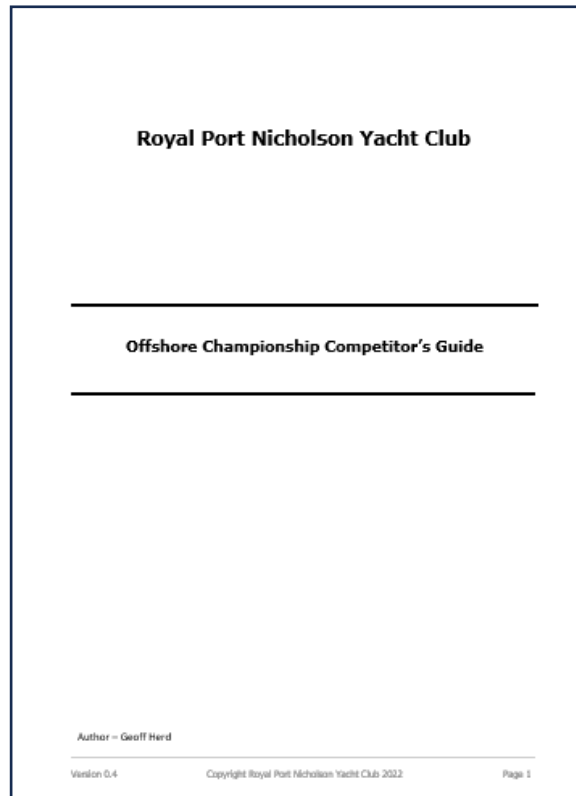 Royal Port Nicholson Yacht Club
Offshore Championship Competitor's Guide
Author – Geoff Herd
Version 0.4 Copyright Royal Port Nicholson Yacht Club 2022 Page 1